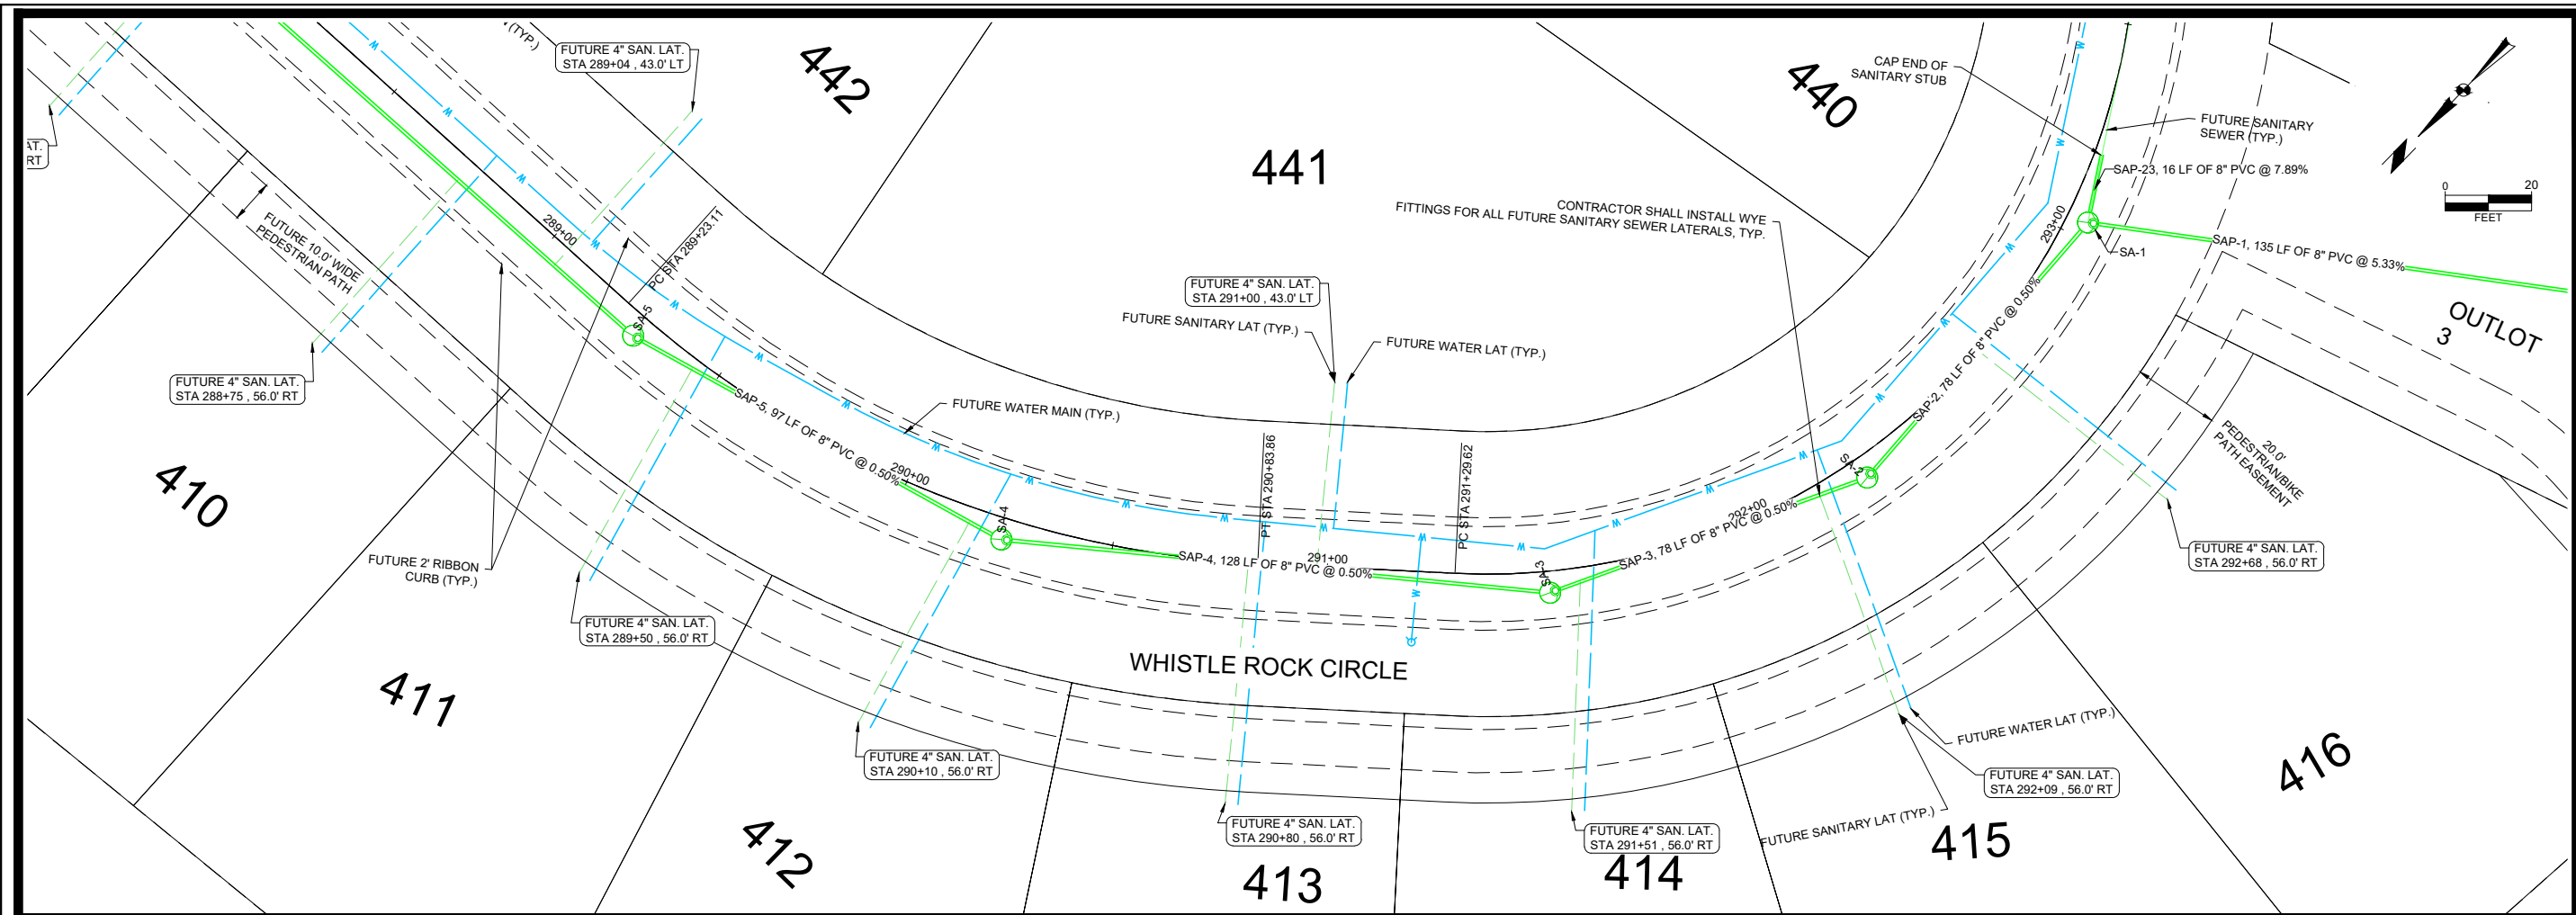 (TYP.)
FUTURE 4" SAN. LAT.
STA 289+04 , 43.0' LT
442
441
440
CAP END OF
SANITARY STUB
FUTURE SANITARY
SEWER (TYP.)
SAP-23, 16 LF OF 8" PVC @ 7.89%
0 20
FEET
AT.
RT
FUTURE 10.0' WIDE
PEDESTRIAN PATH
289+00
PC STA 289+23.11
CONTRACTOR SHALL INSTALL WYE
FITTINGS FOR ALL FUTURE SANITARY SEWER LATERALS, TYP.
293+00
SA-1
SAP-1, 135 LF OF 8" PVC @ 5.33%
OUTLOT
3
FUTURE 4" SAN. LAT.
STA 291+00 , 43.0' LT
FUTURE SANITARY LAT (TYP.)
FUTURE WATER LAT (TYP.)
SA-5
FUTURE 4" SAN. LAT.
STA 288+75 , 56.0' RT
SAP-5, 97 LF OF 8" PVC @ 0.50%
FUTURE WATER MAIN (TYP.)
SAP-2, 78 LF OF 8" PVC @ 0.50%
20.0'
PEDESTRIAN/BIKE
PATH EASEMENT
410
290+00
SA-4
PT STA 290+83.86
PC STA 291+29.62
SA-2
292+00
SAP-3, 78 LF OF 8" PVC @ 0.50%
291+00
SAP-4, 128 LF OF 8" PVC @ 0.50%
SA-3
FUTURE 2' RIBBON
CURB (TYP.)
FUTURE 4" SAN. LAT.
STA 292+68 , 56.0' RT
FUTURE 4" SAN. LAT.
STA 289+50 , 56.0' RT
WHISTLE ROCK CIRCLE
411
FUTURE 4" SAN. LAT.
STA 290+10 , 56.0' RT
FUTURE WATER LAT (TYP.)
FUTURE 4" SAN. LAT.
STA 292+09 , 56.0' RT
416
FUTURE 4" SAN. LAT.
STA 290+80 , 56.0' RT
FUTURE 4" SAN. LAT.
STA 291+51 , 56.0' RT
FUTURE SANITARY LAT (TYP.)
412
413
414
415
W W W W W W W W W W W W W W W W W W W W W W W W